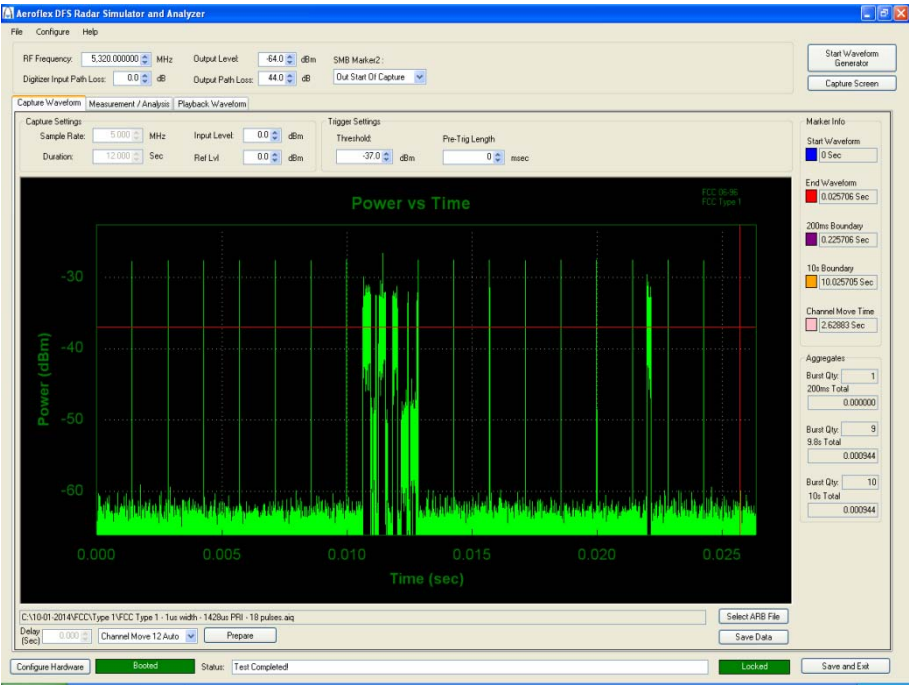 Aeroflex DFS Radar Simulator and Analyzer
File Configure Help
RF Frequency: 5,320.000000 MHz Output Level: -64.0 dBm SMB Marker2 :
Digitizer Input Path Loss: 0.0 dB Output Path Loss: 44.0 dB Out Start Of Capture
Start Waveform Generator
Capture Screen
Capture Waveform Measurement / Analysis Playback Waveform
Capture Settings
Sample Rate: 5.000 MHz Input Level: 0.0 dBm
Duration: 12.000 Sec Ref Lvl 0.0 dBm
Trigger Settings
Threshold: Pre-Trig Length
-37.0 dBm 0 msec
Marker Info
Start Waveform
0 Sec
End Waveform
0.025706 Sec
200ms Boundary
0.225706 Sec
10s Boundary
10.025705 Sec
Channel Move Time
2.62883 Sec
Aggregates
Burst Qty: 1
200ms Total
0.000000
Burst Qty: 9
9.8s Total
0.000944
Burst Qty: 10
10s Total
0.000944
Power vs Time
FCC 06-96
FCC Type 1
Power (dBm)
-30
-40
-50
-60
0.000 0.005 0.010 0.015 0.020 0.025
Time (sec)
C:\10-01-2014\FCC\Type 1\FCC Type 1 - 1us width - 1428us PRI - 18 pulses.aiq
Select ARB File
Delay (Sec) 0.000 Channel Move 12 Auto Prepare
Save Data
Configure Hardware Booted Status: Test Completed! Locked Save and Exit